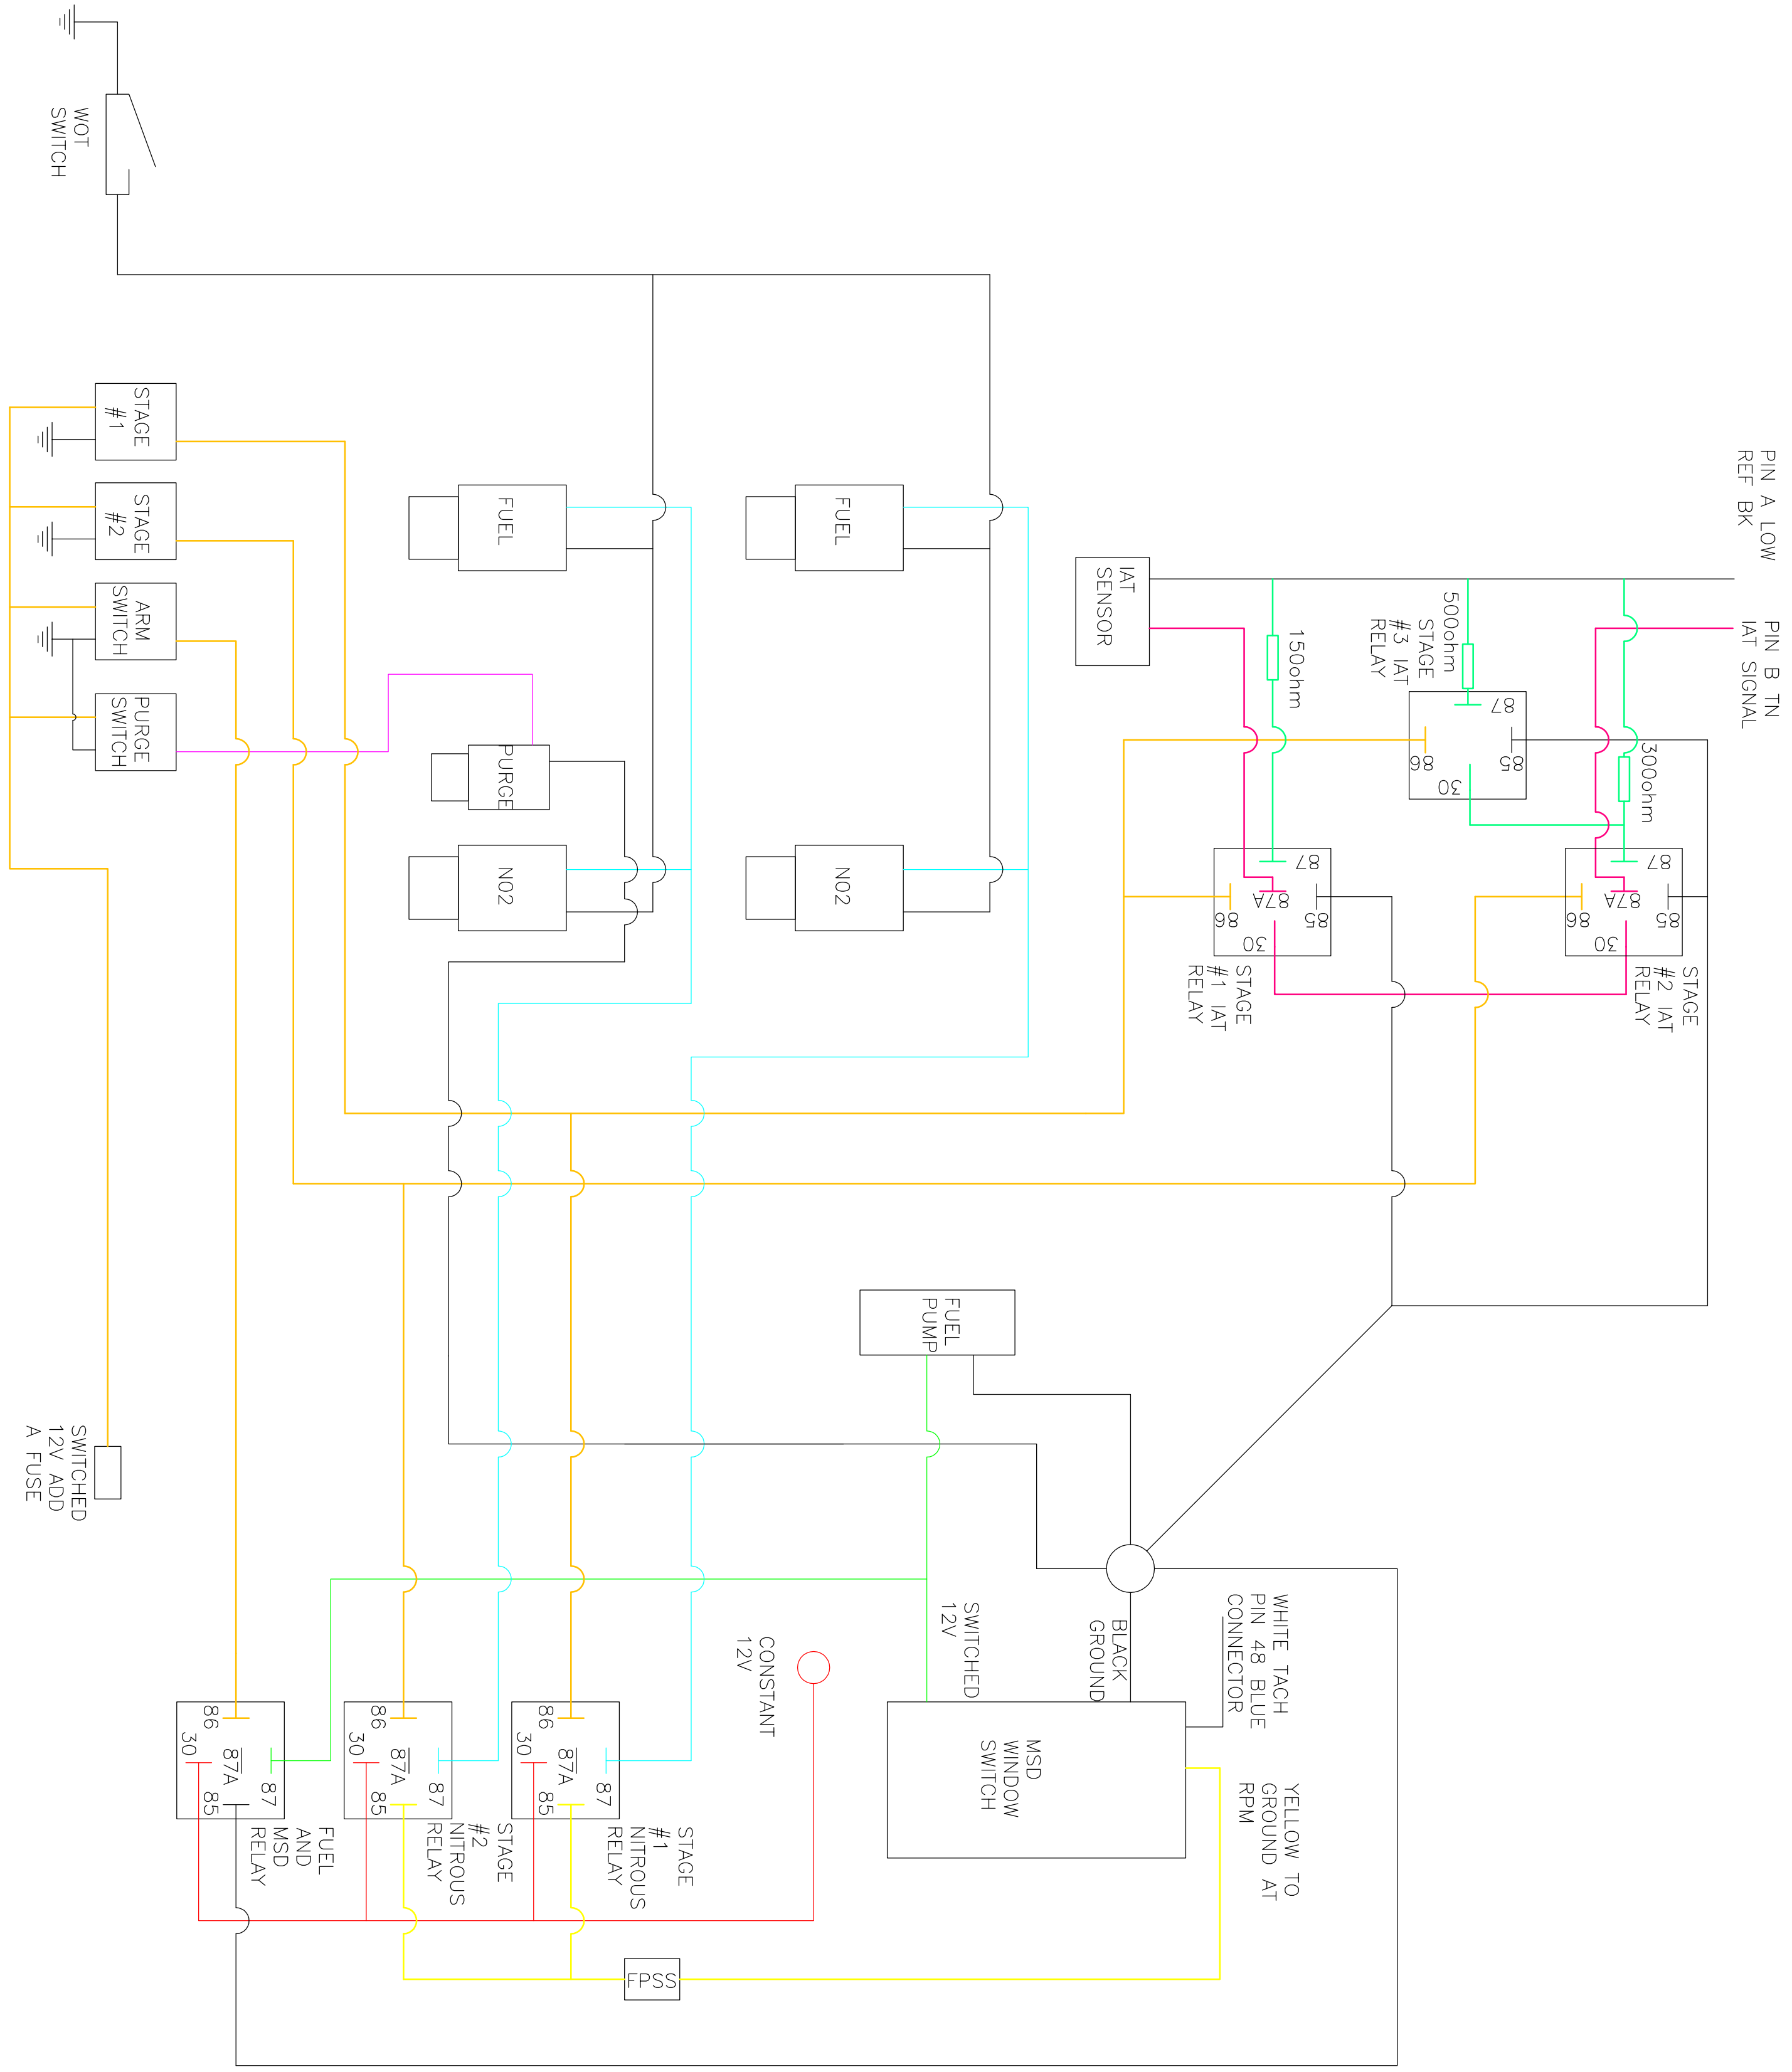 PIN A LOW
REF BK
PIN B TN
IAT SIGNAL
WOT
SWITCH
STAGE
#1
STAGE
#2
ARM
SWITCH
PURGE
SWITCH
FUEL
FUEL
PURGE
NO2
NO2
IAT
SENSOR
150ohm
500ohm
STAGE
#3 IAT
RELAY
300ohm
87
85
86
30
87
87A
85
86
30
STAGE
#1 IAT
RELAY
87
87A
85
86
30
STAGE
#2 IAT
RELAY
FUEL
PUMP
SWITCHED
12V ADD
A FUSE
CONSTANT
12V
SWITCHED
12V
BLACK
GROUND
WHITE TACH
PIN 48 BLUE
CONNECTOR
MSD
WINDOW
SWITCH
YELLOW TO
GROUND AT
RPM
86
30
87A
87
85
FUEL
AND
MSD
RELAY
86
30
87A
87
85
STAGE
#2
NITROUS
RELAY
86
30
87A
87
85
STAGE
#1
NITROUS
RELAY
FPSS